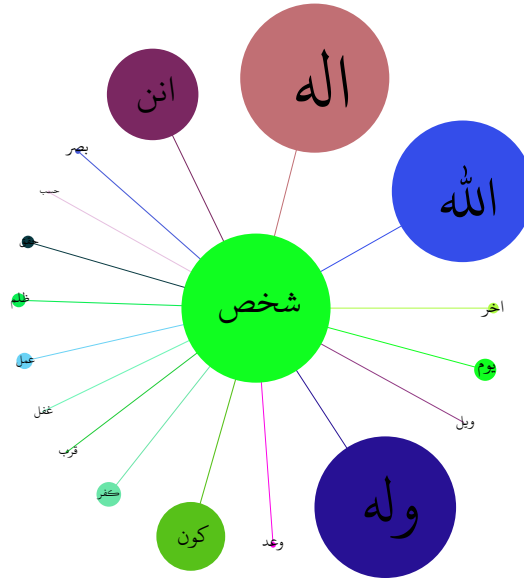 اله
انن
بصر
الله
حسب
ظلم
شخص
اخر
عمل
يوم
غفل
ويل
قرب
كفر
وله
كون
وعد